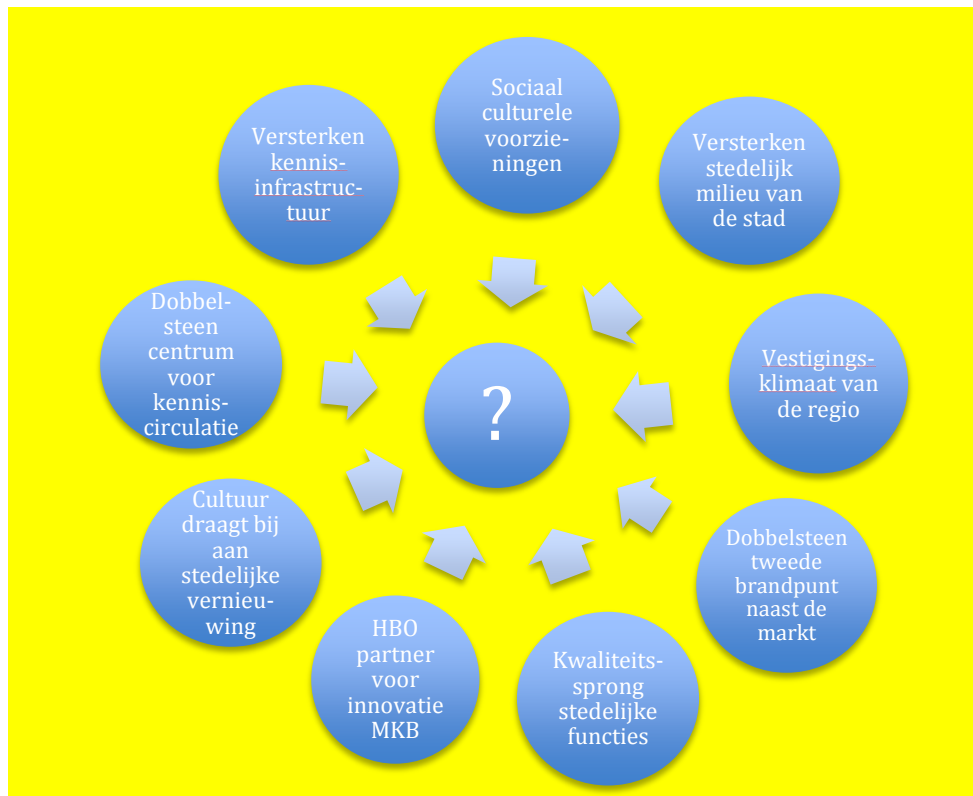 Sociaal
culturele
voorzie-
ningen
Versterken
stedelijk
milieu van
de stad
Vestigings-
klimaat van
de regio
Dobbelsteen
tweede
brandpunt
naast de
markt
Kwaliteits-
sprong
stedelijke
functies
HBO
partner
voor
innovatie
MKB
Cultuur
draagt bij
aan
stedelijke
vernieu-
wing
Dobbel-
steen
centrum
voor
kennis-
circulatie
Versterken
kennis-
infrastruc-
tuur
?